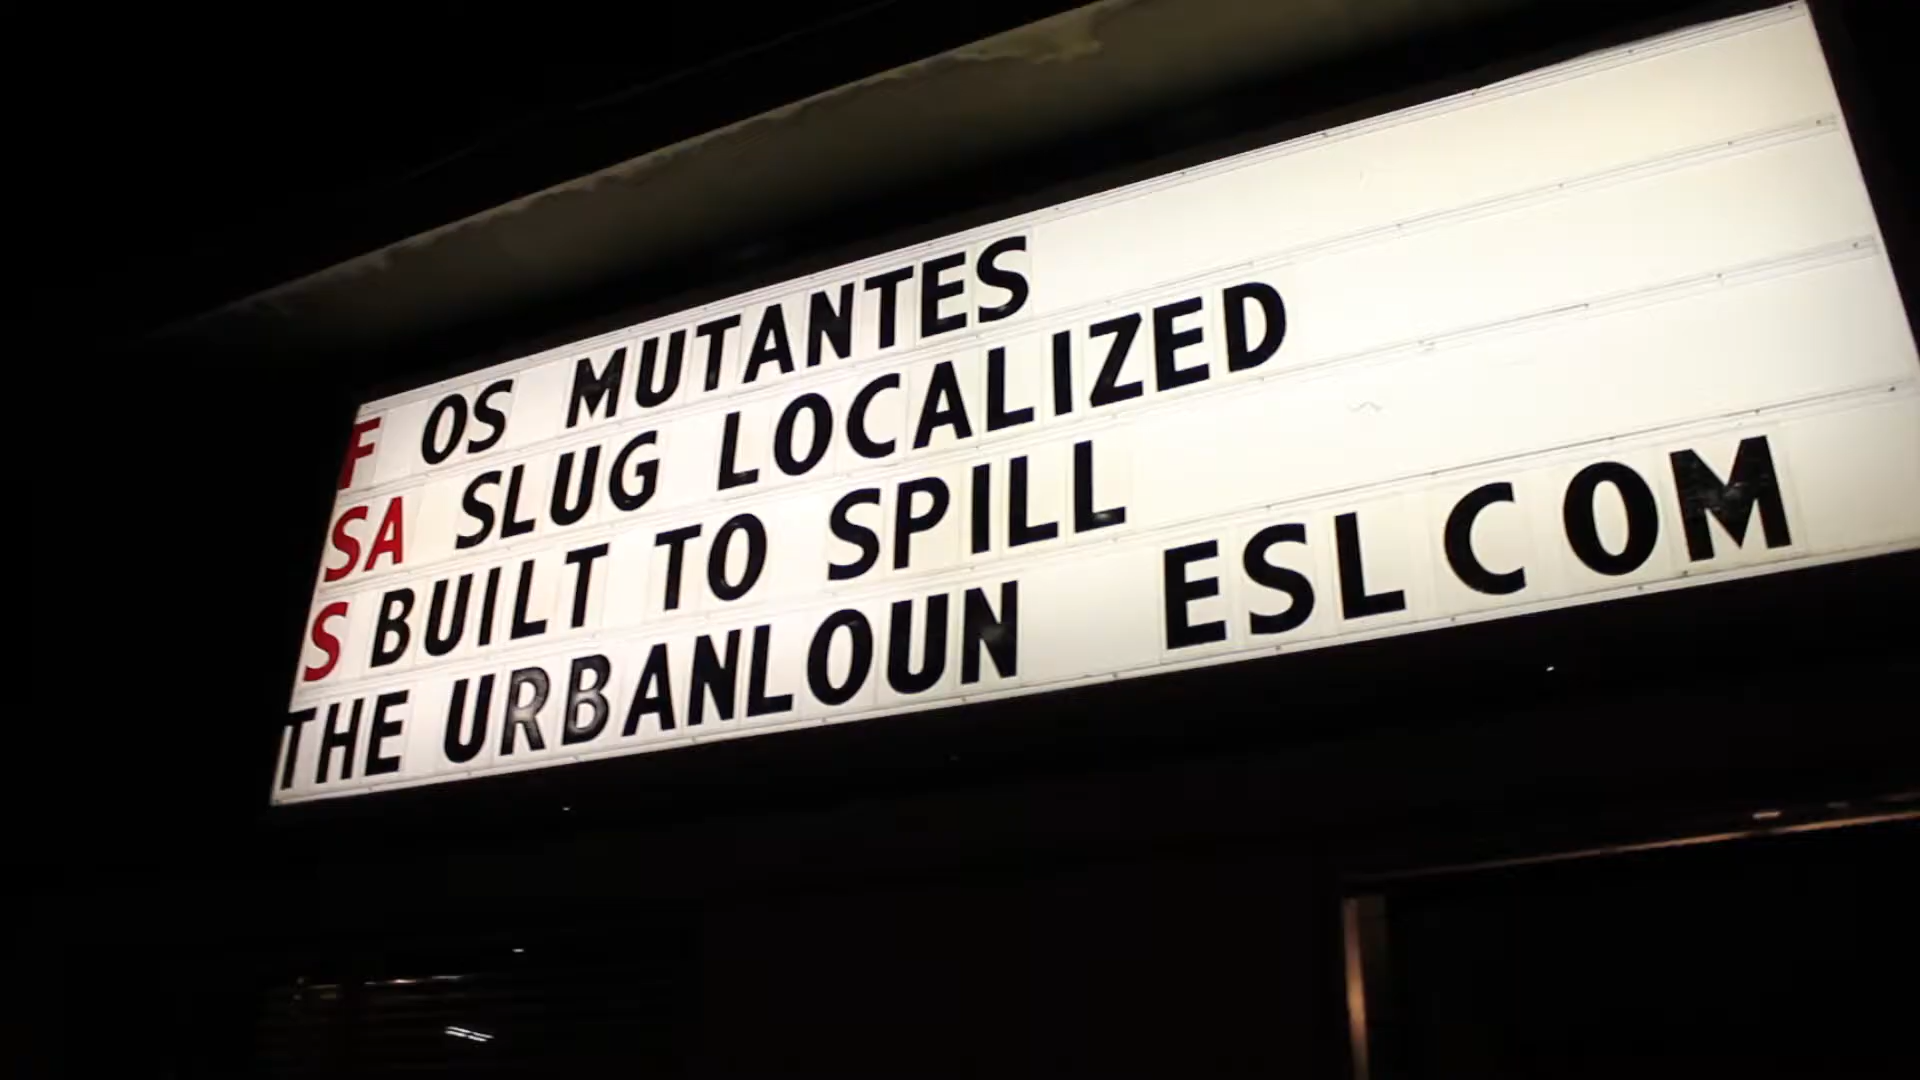 F OS MUTANTES
SA SLUG LOCALIZED
S BUILT TO SPILL
THE URBANLOUN ESLCOM